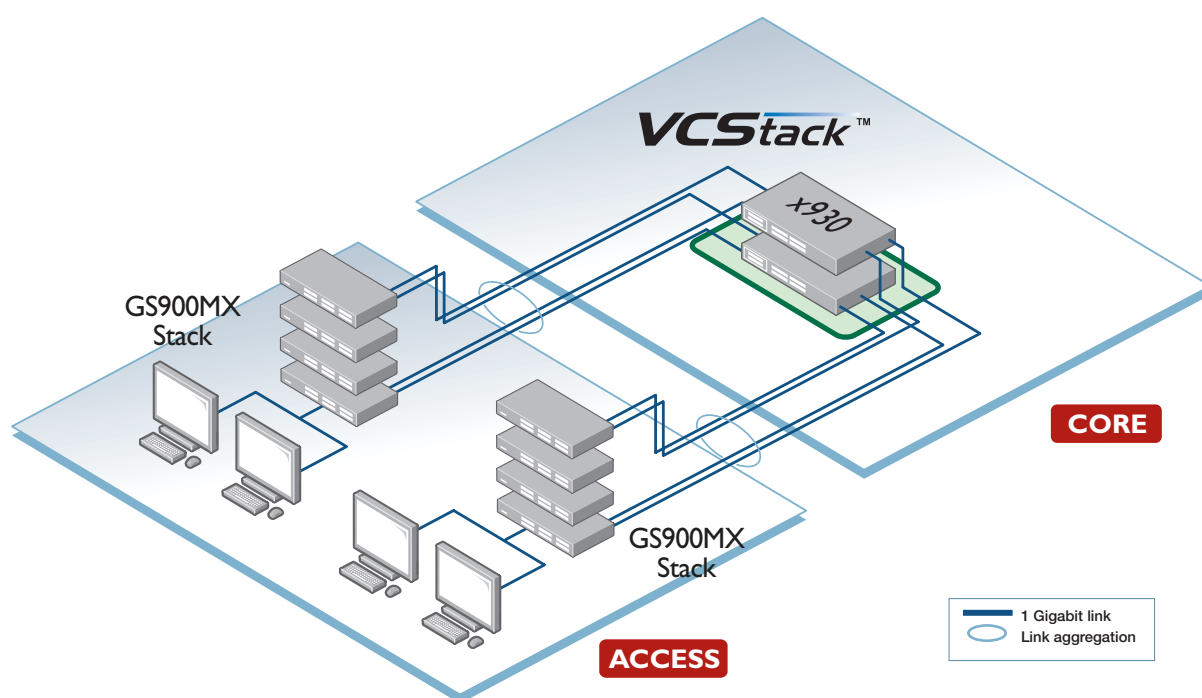 VCStack™
x930
GS900MX
Stack
CORE
GS900MX
Stack
1 Gigabit link
Link aggregation
ACCESS